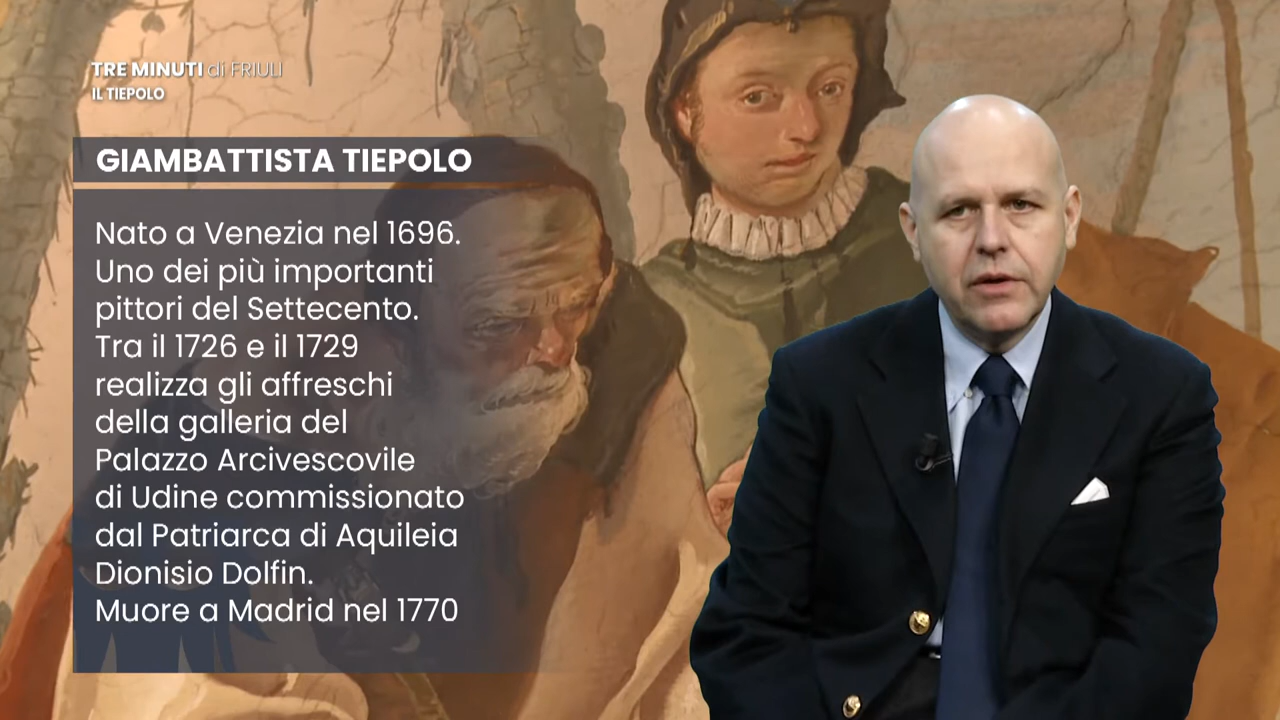 TRE MINUTI di FRIULI
IL TIEPOLO
GIAMBATTISTA TIEPOLO
Nato a Venezia nel 1696.
Uno dei più importanti
pittori del Settecento.
Tra il 1726 e il 1729
realizza gli affreschi
della galleria del
Palazzo Arcivescovile
di Udine commissionato
dal Patriarca di Aquileia
Dionisio Dolfin.
Muore a Madrid nel 1770